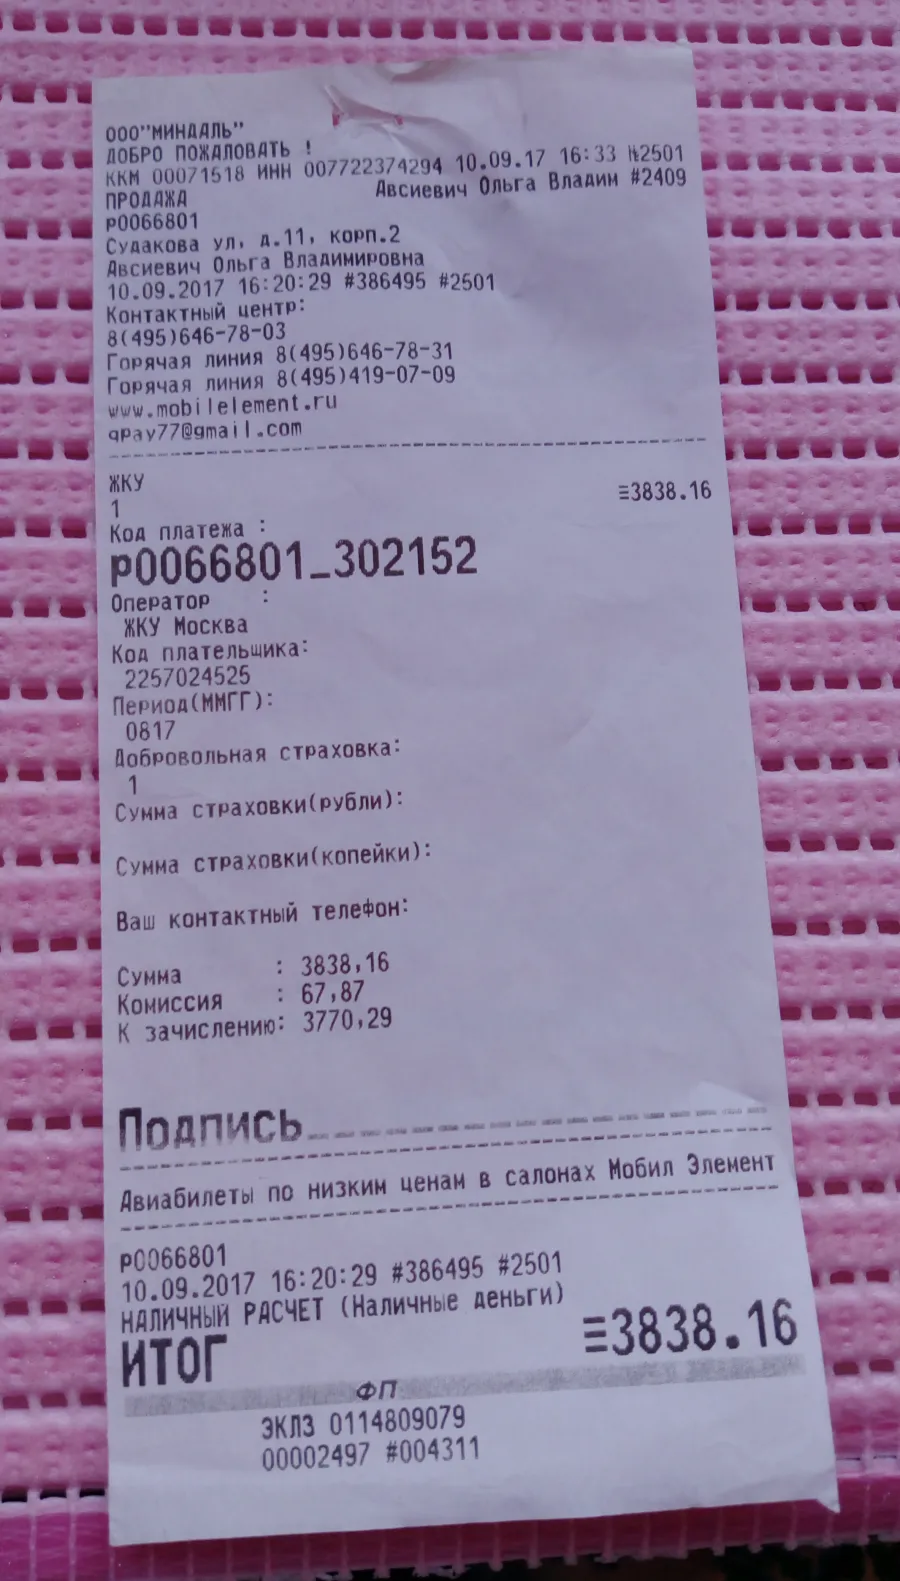 ООО"МИНДАЛЬ"
ДОБРО ПОЖАЛОВАТЬ !
ККМ 00071518 ИНН 007722374294 10.09.17 16:33 №2501
ПРОДАЖА Авсиевич Ольга Владим #2409
P0066801
Судакова ул, д.11, корп.2
Авсиевич Ольга Владимировна
10.09.2017 16:20:29 #386495 #2501
Контактный центр:
8(495)646-78-03
Горячая линия 8(495)646-78-31
Горячая линия 8(495)419-07-09
www.mobilelement.ru
qpay77@gmail.com
ЖКУ
1 ≡3838.16
Код платежа :
P0066801_302152
Оператор :
ЖКУ Москва
Код плательщика:
2257024525
Период(ММГГ):
0817
Добровольная страховка:
1
Сумма страховки(рубли):
Сумма страховки(копейки):
Ваш контактный телефон:
Сумма : 3838,16
Комиссия : 67,87
К зачислению: 3770,29
Подпись
Авиабилеты по низким ценам в салонах Мобил Элемент
P0066801
10.09.2017 16:20:29 #386495 #2501
НАЛИЧНЫЙ РАСЧЕТ (Наличные деньги)
ИТОГ ≡3838.16
ФП
ЭКЛЗ 0114809079
00002497 #004311